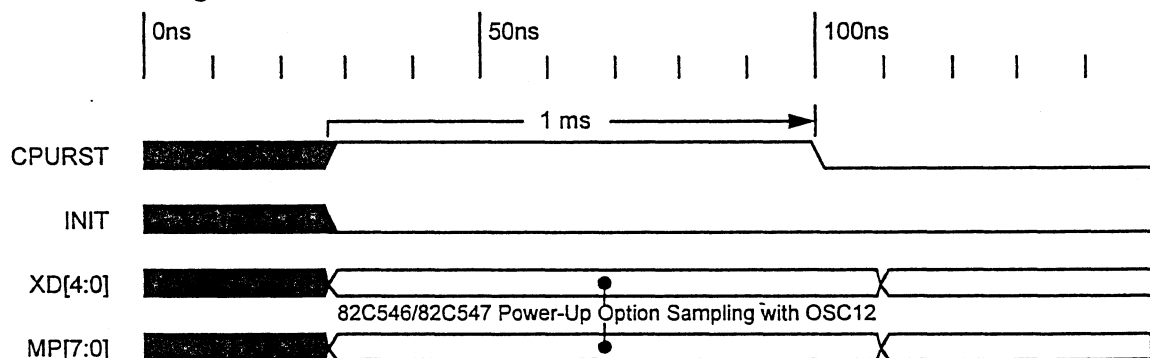 0ns 50ns 100ns
1 ms
CPURST
INIT
XD[4:0]
82C546/82C547 Power-Up Option Sampling with OSC12
MP[7:0]